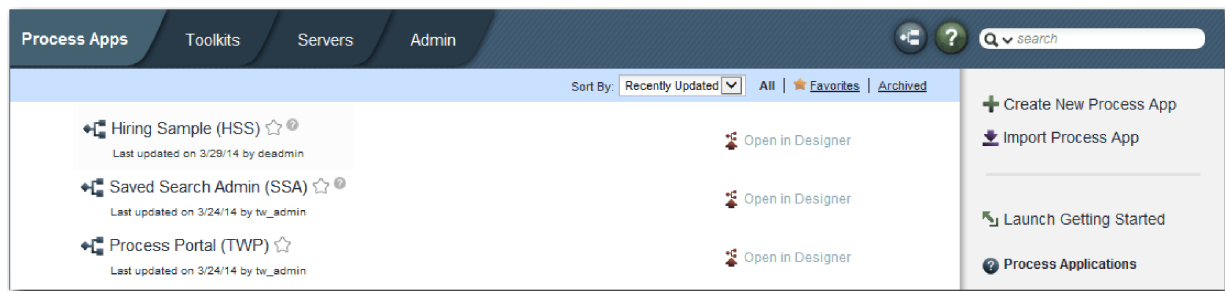 Process Apps Toolkits Servers Admin ? search
Sort By: Recently Updated All | Favorites | Archived
Hiring Sample (HSS) ?
Last updated on 3/29/14 by deadmin
Open in Designer
Saved Search Admin (SSA) ?
Last updated on 3/24/14 by tw_admin
Open in Designer
Process Portal (TWP)
Last updated on 3/24/14 by tw_admin
Open in Designer
Create New Process App
Import Process App
Launch Getting Started
? Process Applications